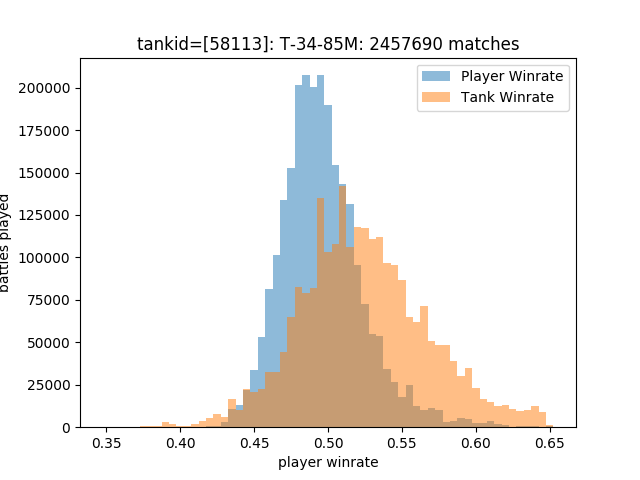 tankid=[58113]: T-34-85M: 2457690 matches
Player Winrate
Tank Winrate
battles played
200000
175000
150000
125000
100000
75000
50000
25000
0
0.35 0.40 0.45 0.50 0.55 0.60 0.65
player winrate